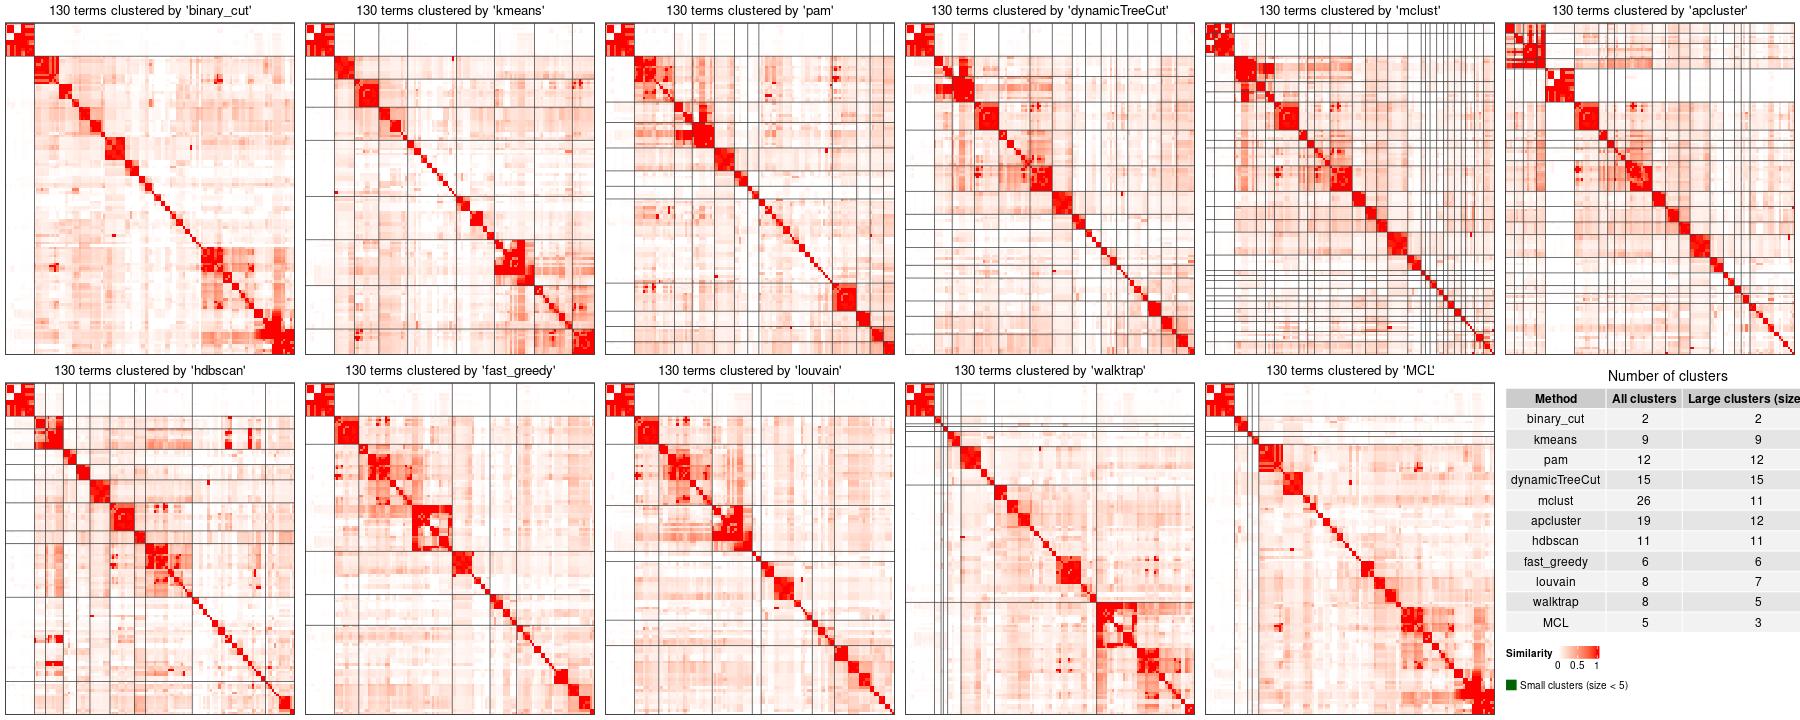 130 terms clustered by 'binary_cut'
130 terms clustered by 'kmeans'
130 terms clustered by 'pam'
130 terms clustered by 'dynamicTreeCut'
130 terms clustered by 'mclust'
130 terms clustered by 'apcluster'
130 terms clustered by 'hdbscan'
130 terms clustered by 'fast_greedy'
130 terms clustered by 'louvain'
130 terms clustered by 'walktrap'
130 terms clustered by 'MCL'
Number of clusters
Method All clusters Large clusters (size
binary_cut 2 2
kmeans 9 9
pam 12 12
dynamicTreeCut 15 15
mclust 26 11
apcluster 19 12
hdbscan 11 11
fast_greedy 6 6
louvain 8 7
walktrap 8 5
MCL 5 3
Similarity
0 0.5 1
Small clusters (size < 5)